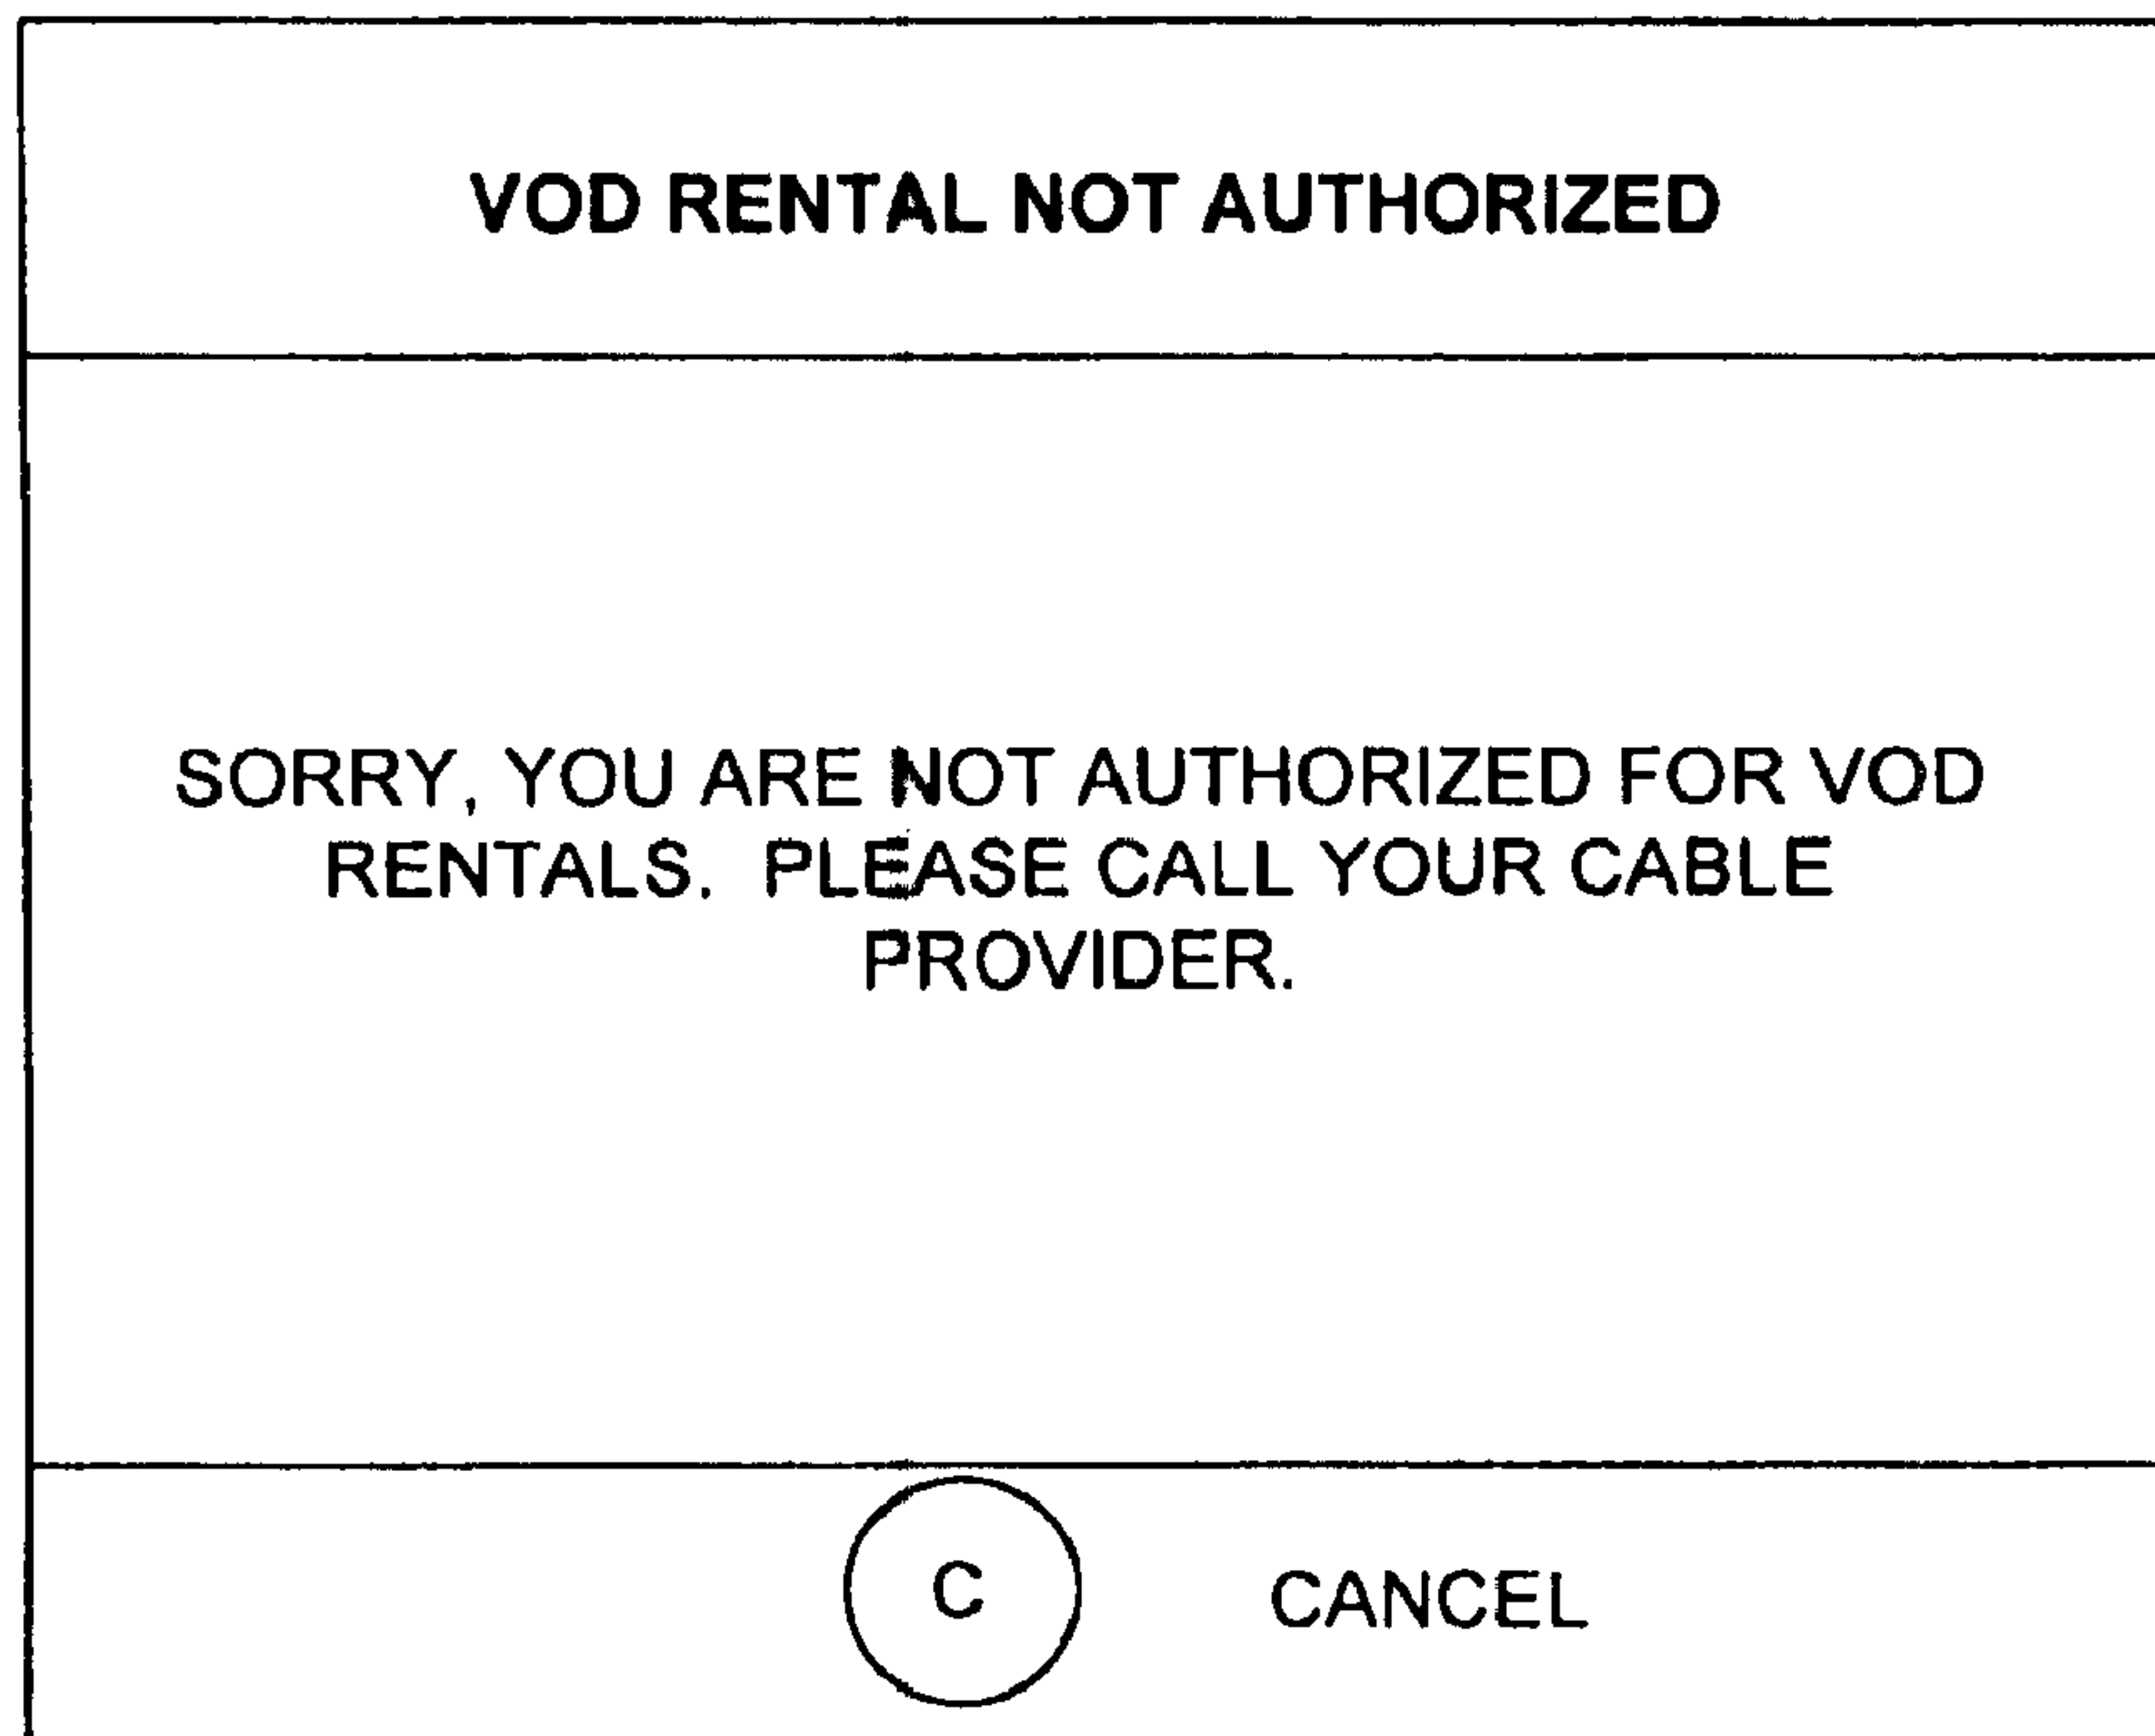 VOD RENTAL NOT AUTHORIZED
SORRY, YOU ARE NOT AUTHORIZED FOR VOD
RENTALS.  PLEASE CALL YOUR CABLE
PROVIDER.
C CANCEL